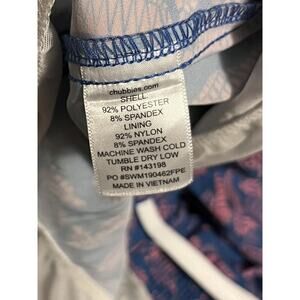 chubbies.com
SHELL
92% POLYESTER
8% SPANDEX
LINING
92% NYLON
8% SPANDEX
MACHINE WASH COLD
TUMBLE DRY LOW
RN #143198
PO #SWM190462FPE
MADE IN VIETNAM